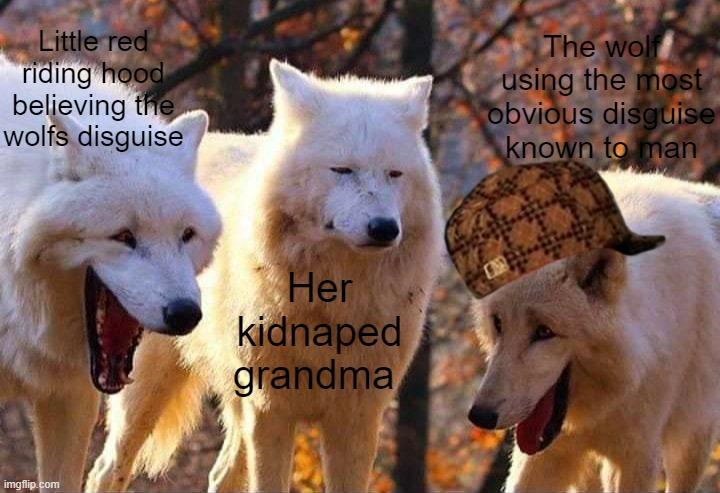 Little red
riding hood
believing the
wolfs disguise
The wolf
using the most
obvious disguise
known to man
Her
kidnaped
grandma
imgflip.com